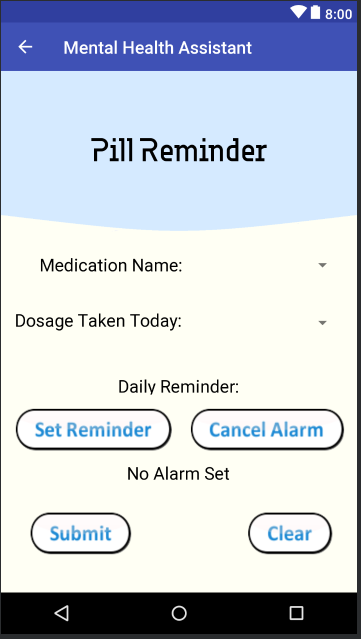 8:00
Mental Health Assistant
Pill Reminder
Medication Name:
Dosage Taken Today:
Daily Reminder:
Set Reminder Cancel Alarm
No Alarm Set
Submit Clear